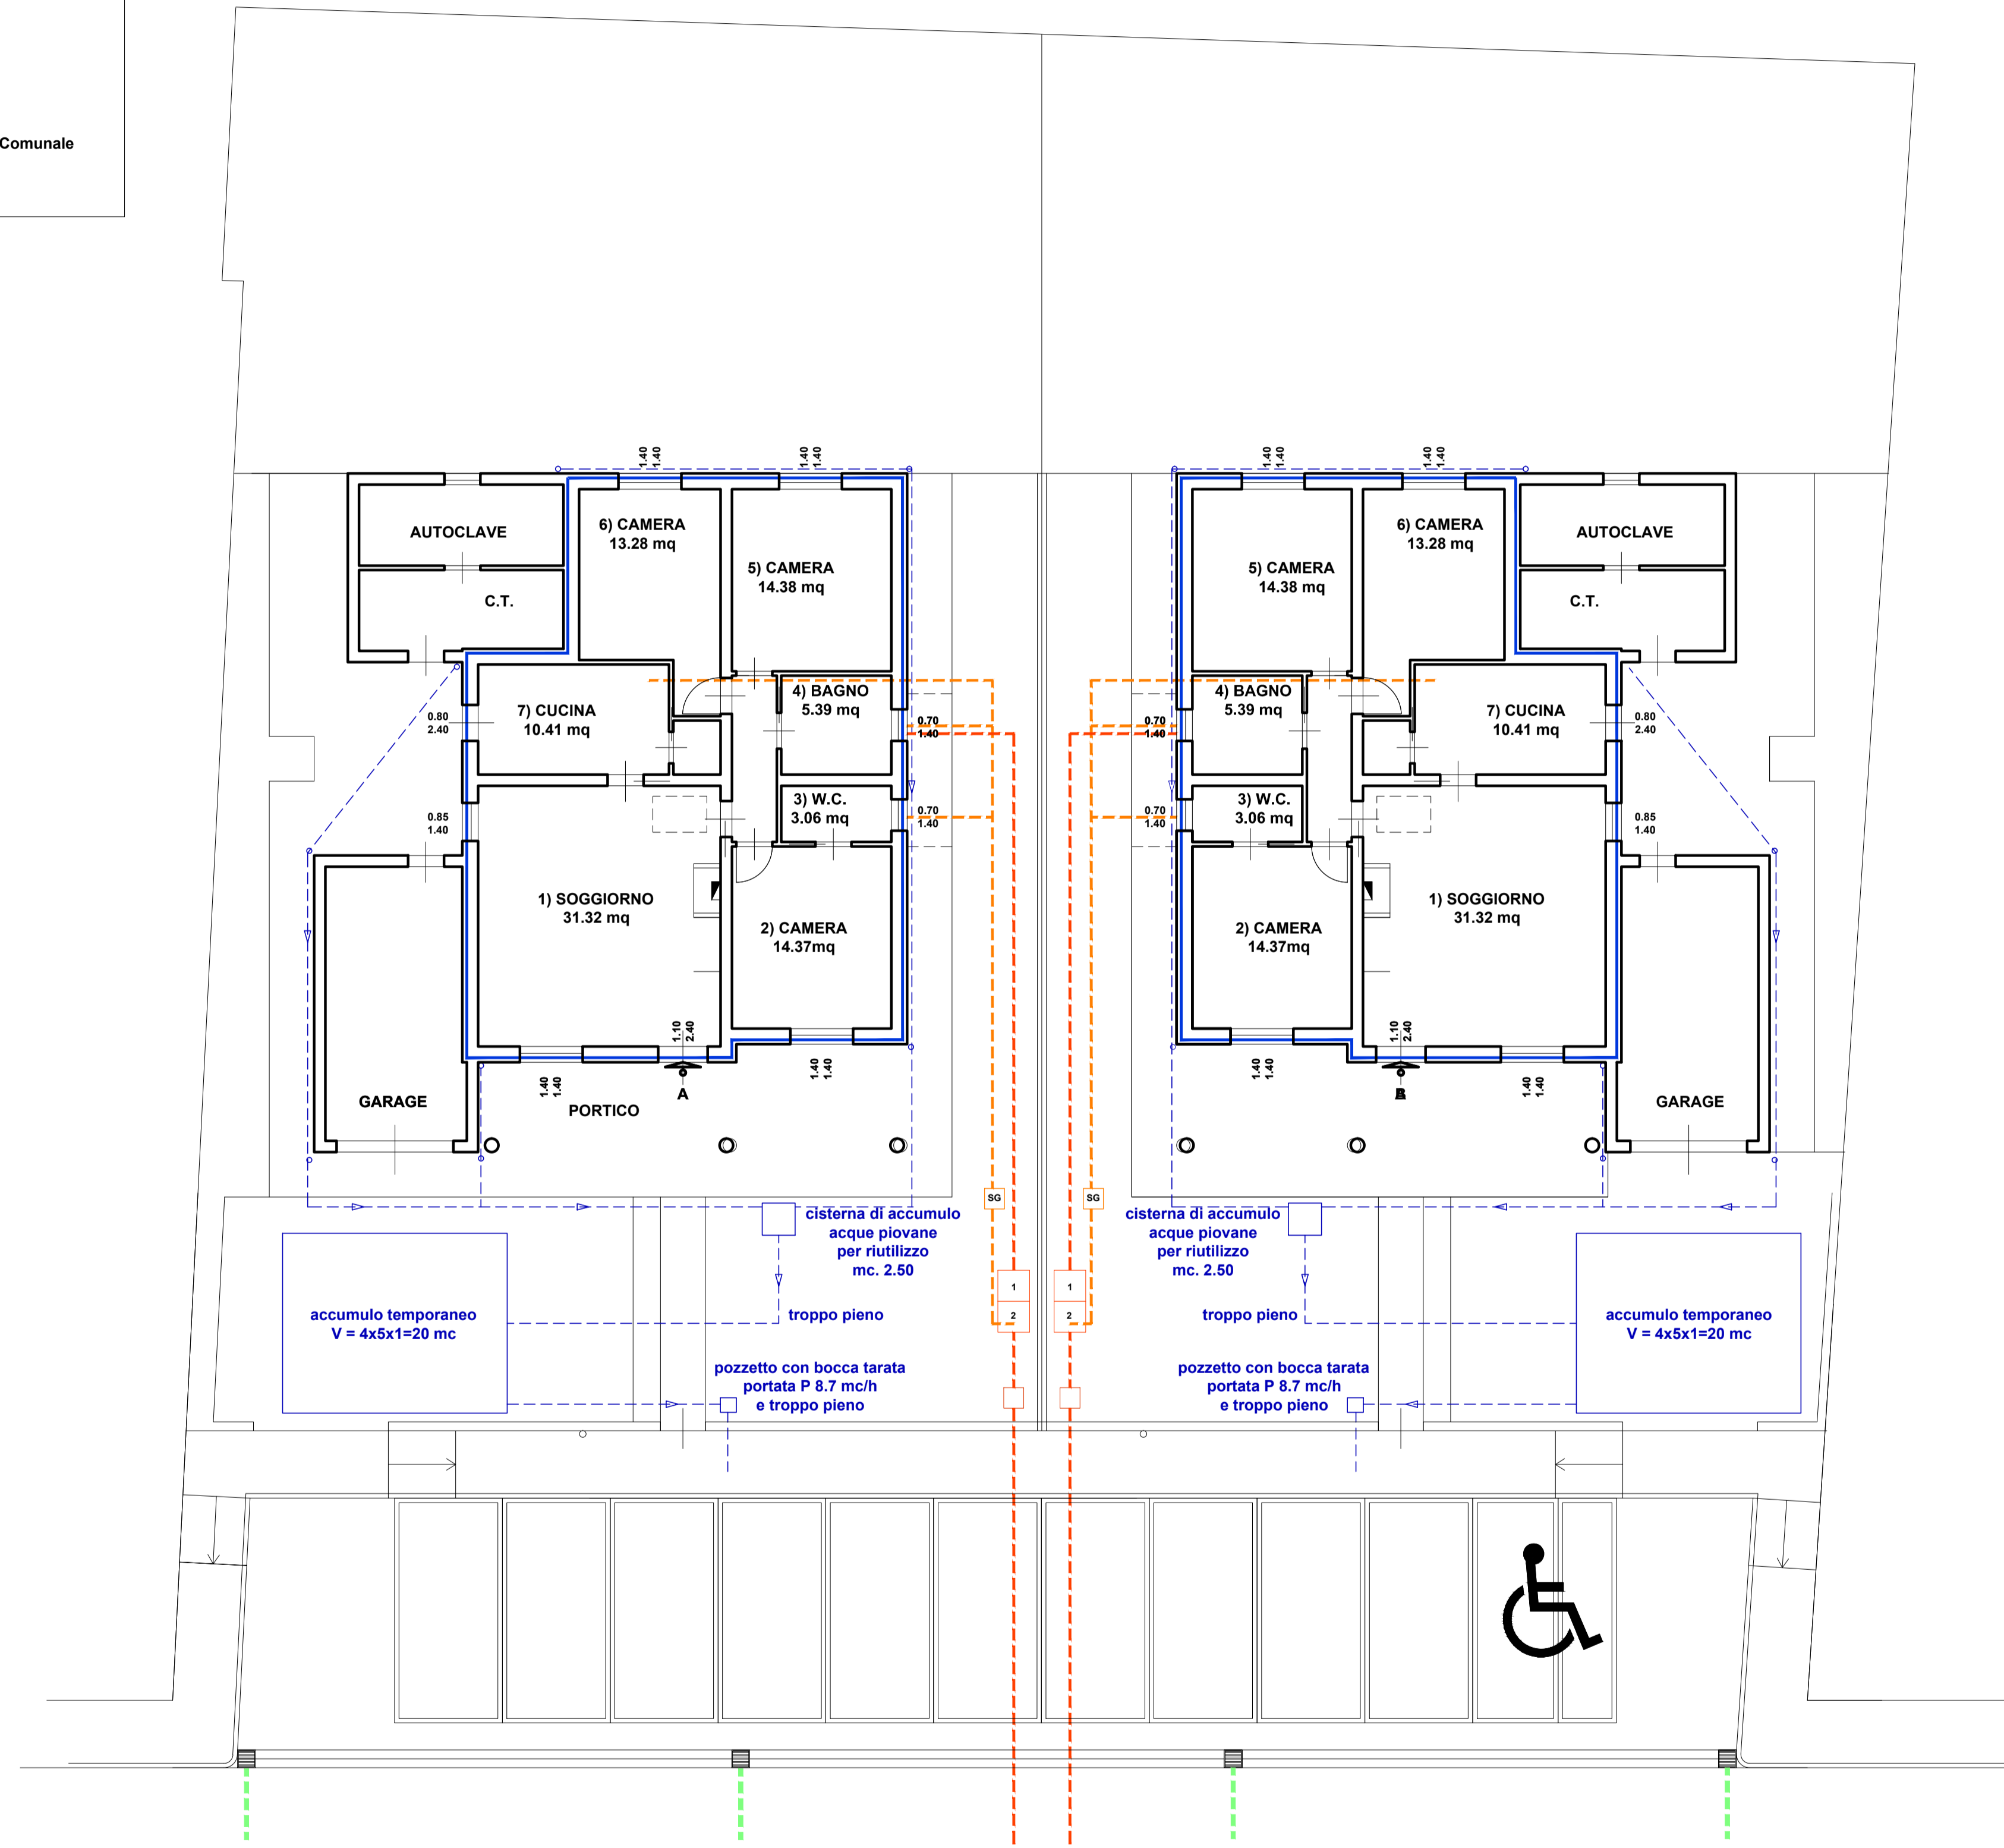 Comunale
1.40
1.40
1.40
1.40
1.40
1.40
1.40
1.40
AUTOCLAVE
C.T.
6) CAMERA
13.28 mq
5) CAMERA
14.38 mq
4) BAGNO
5.39 mq
7) CUCINA
10.41 mq
0.80
2.40
0.70
1.40
3) W.C.
3.06 mq
0.70
1.40
0.85
1.40
1) SOGGIORNO
31.32 mq
2) CAMERA
14.37mq
1.10
2.40
1.40
1.40
1.40
1.40
GARAGE
PORTICO
A
5) CAMERA
14.38 mq
6) CAMERA
13.28 mq
AUTOCLAVE
C.T.
4) BAGNO
5.39 mq
7) CUCINA
10.41 mq
0.70
1.40
0.80
2.40
3) W.C.
3.06 mq
0.70
1.40
0.85
1.40
1) SOGGIORNO
31.32 mq
2) CAMERA
14.37mq
1.10
2.40
1.40
1.40
1.40
1.40
GARAGE
SG
SG
cisterna di accumulo
acque piovane
per riutilizzo
mc. 2.50
cisterna di accumulo
acque piovane
per riutilizzo
mc. 2.50
1
2
1
2
accumulo temporaneo
V = 4x5x1=20 mc
troppo pieno
troppo pieno
accumulo temporaneo
V = 4x5x1=20 mc
pozzetto con bocca tarata
portata P 8.7 mc/h
e troppo pieno
pozzetto con bocca tarata
portata P 8.7 mc/h
e troppo pieno